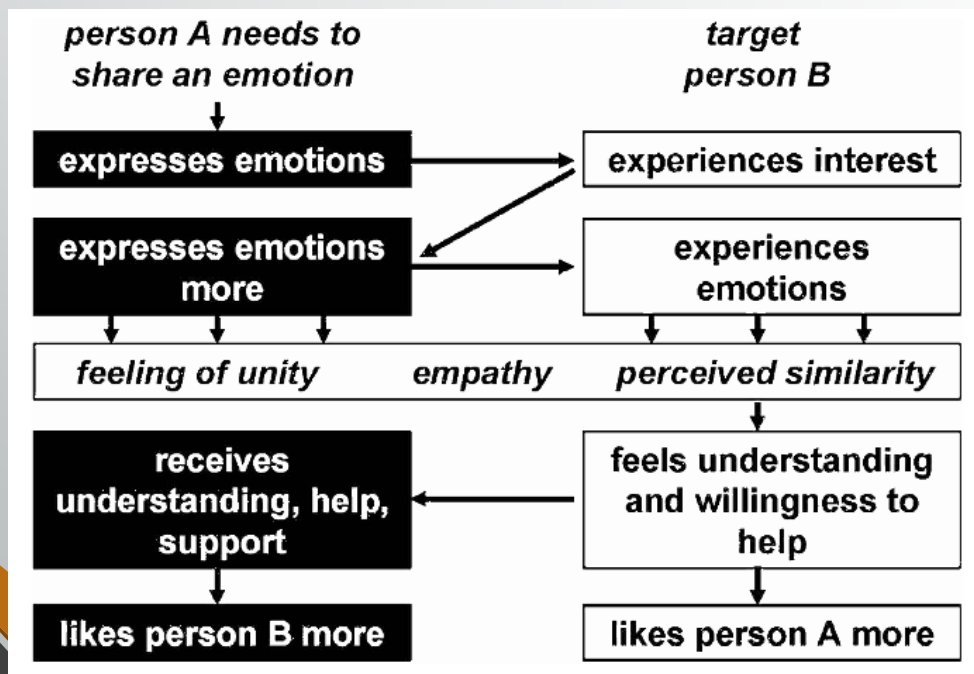 person A needs to
share an emotion
target
person B
expresses emotions
experiences interest
expresses emotions
more
experiences
emotions
feeling of unity empathy perceived similarity
receives
understanding, help,
support
feels understanding
and willingness to
help
likes person B more
likes person A more